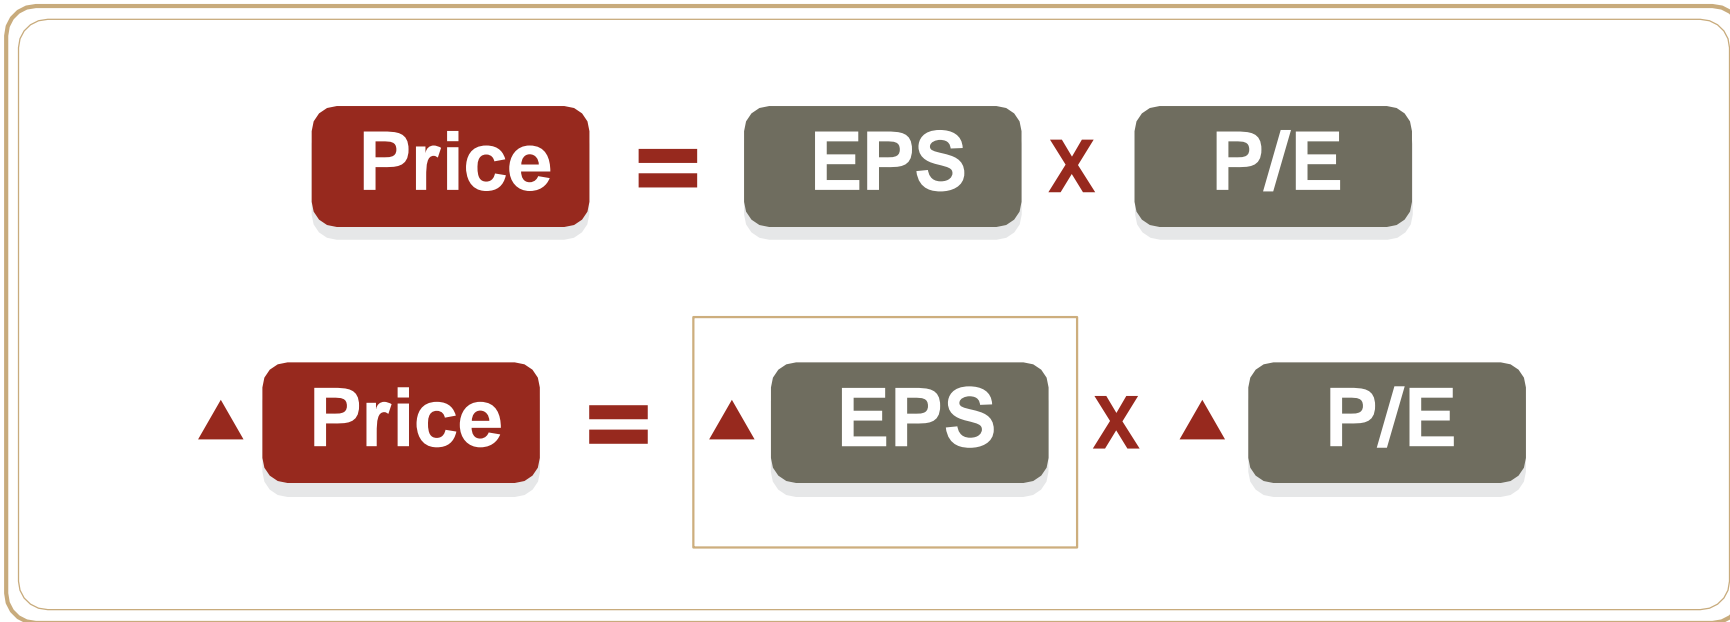 Price = EPS x P/E
▲ Price = ▲ EPS x ▲ P/E